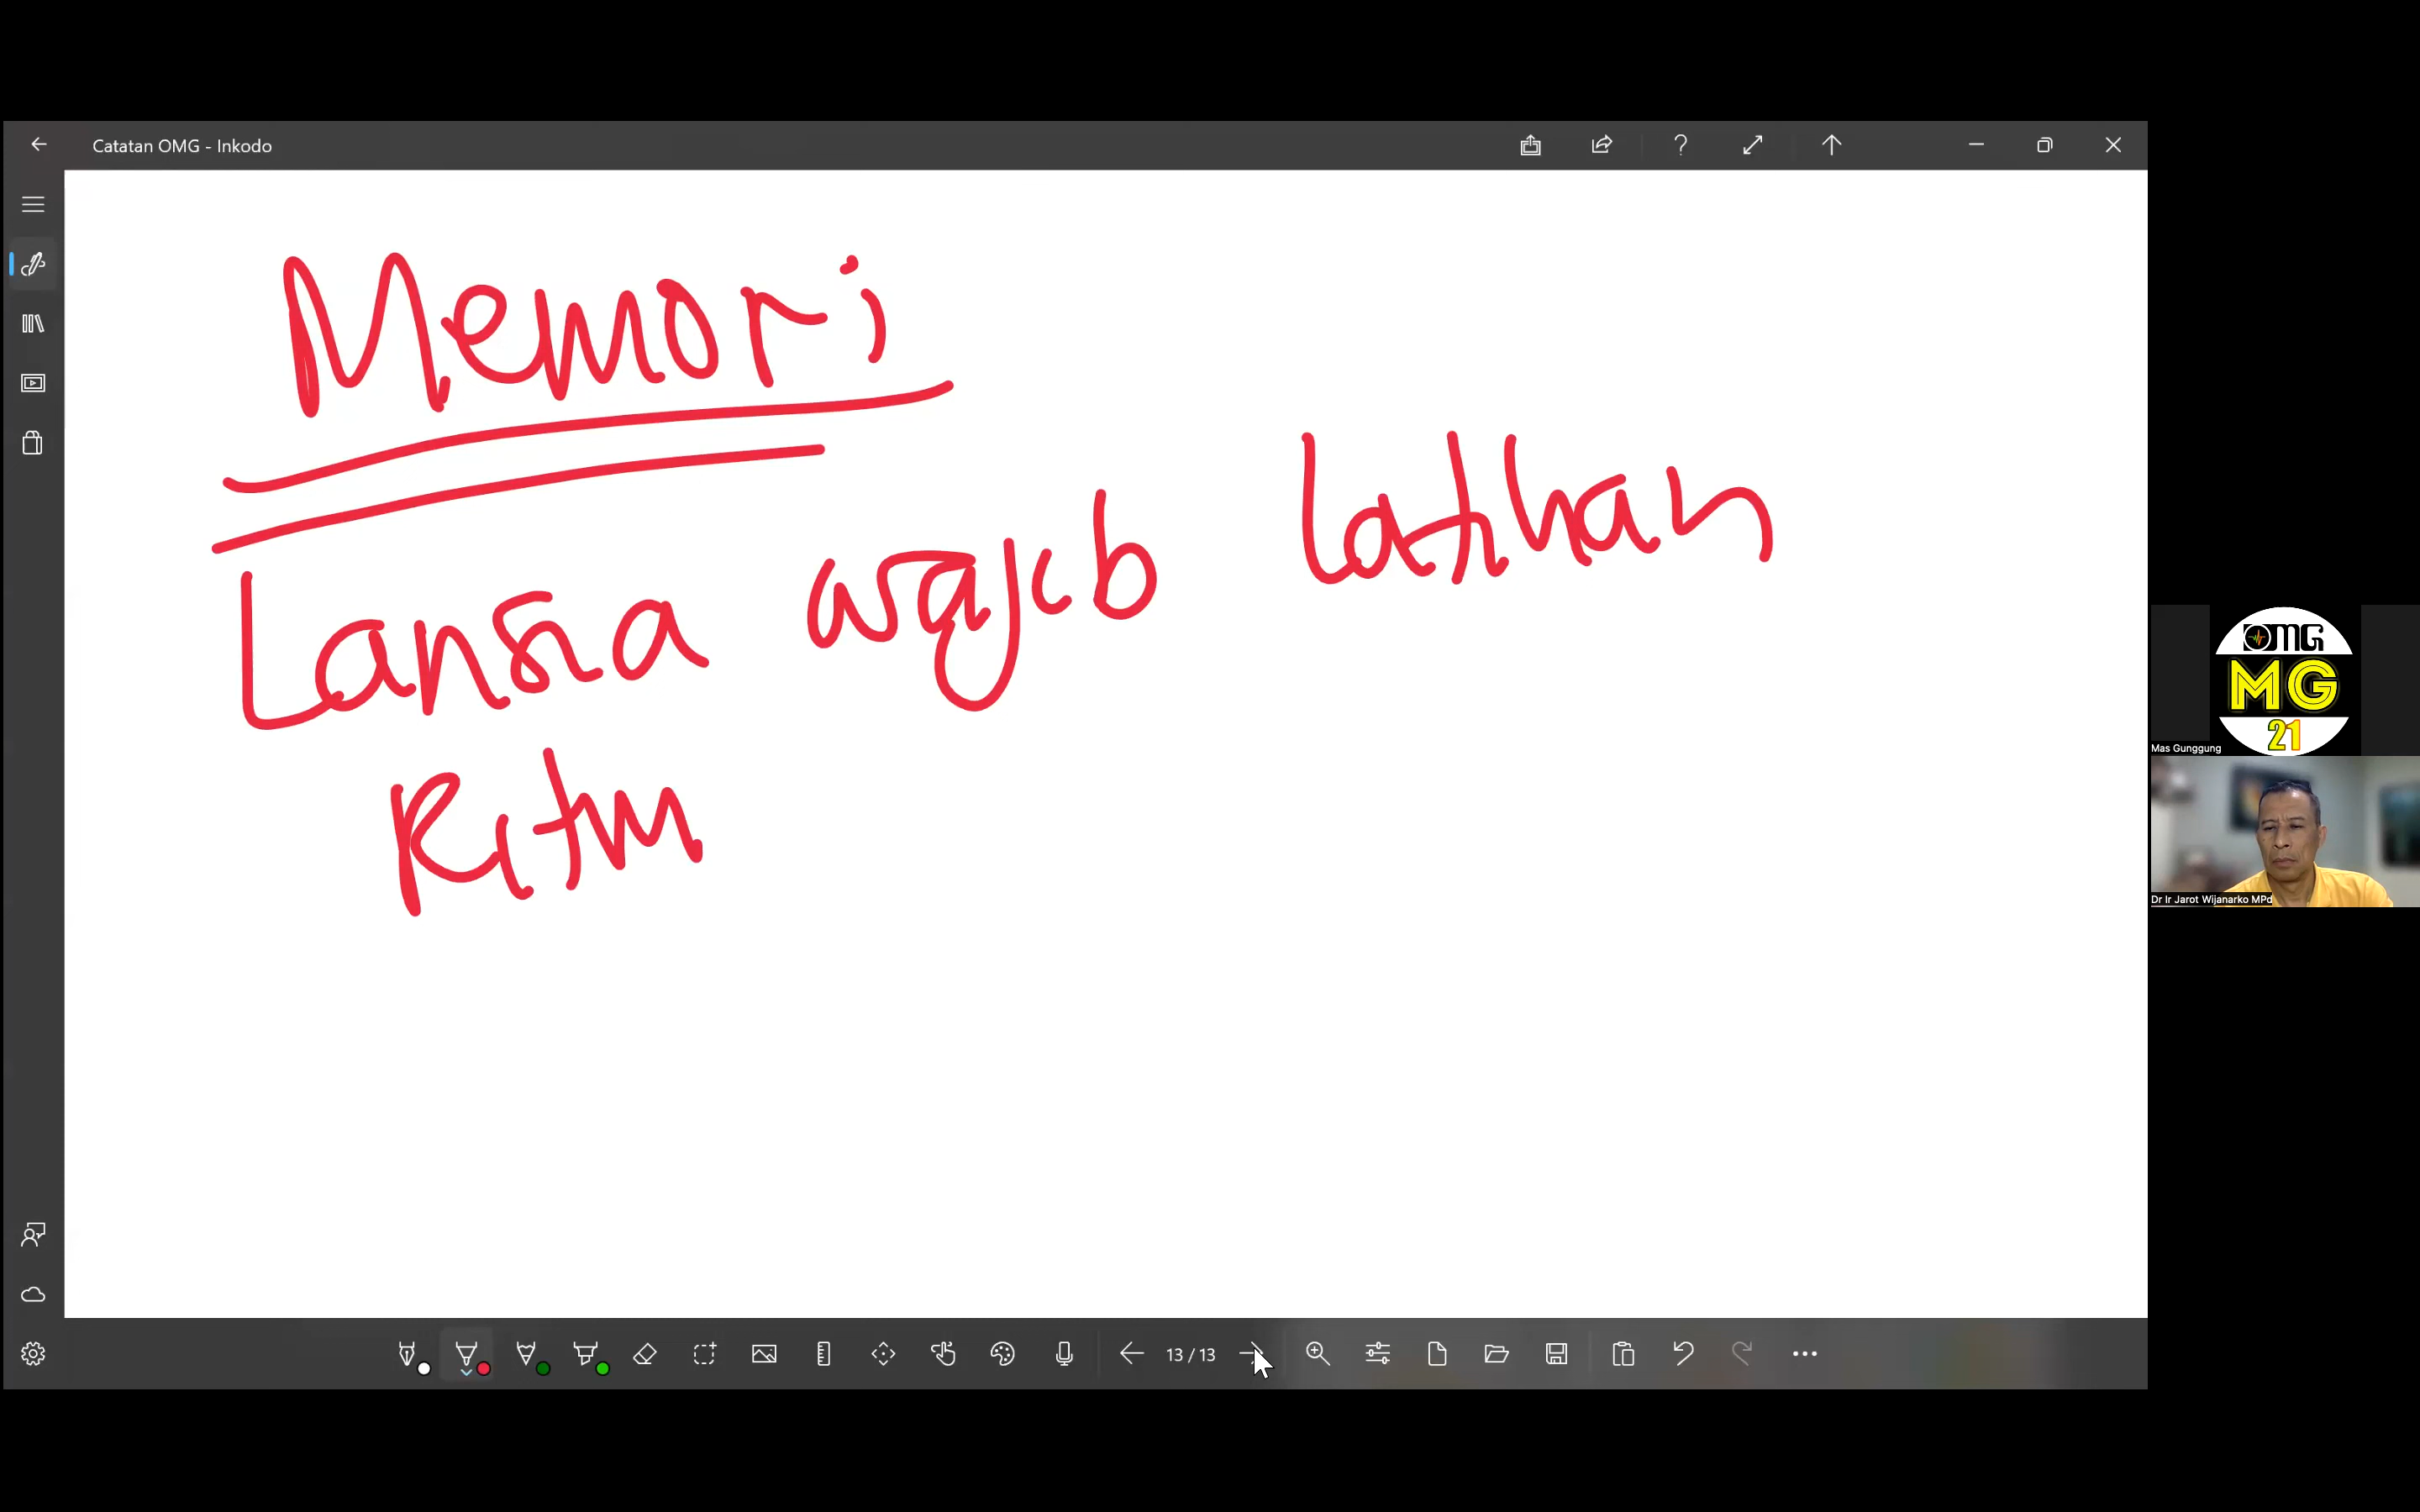 Catatan OMG - Inkodo
Memori
Lansia wajib latihan
Ritm
OMG
MG
21
Mas Gunggung
Dr Ir Jarot Wijanarko MPd
13 / 13